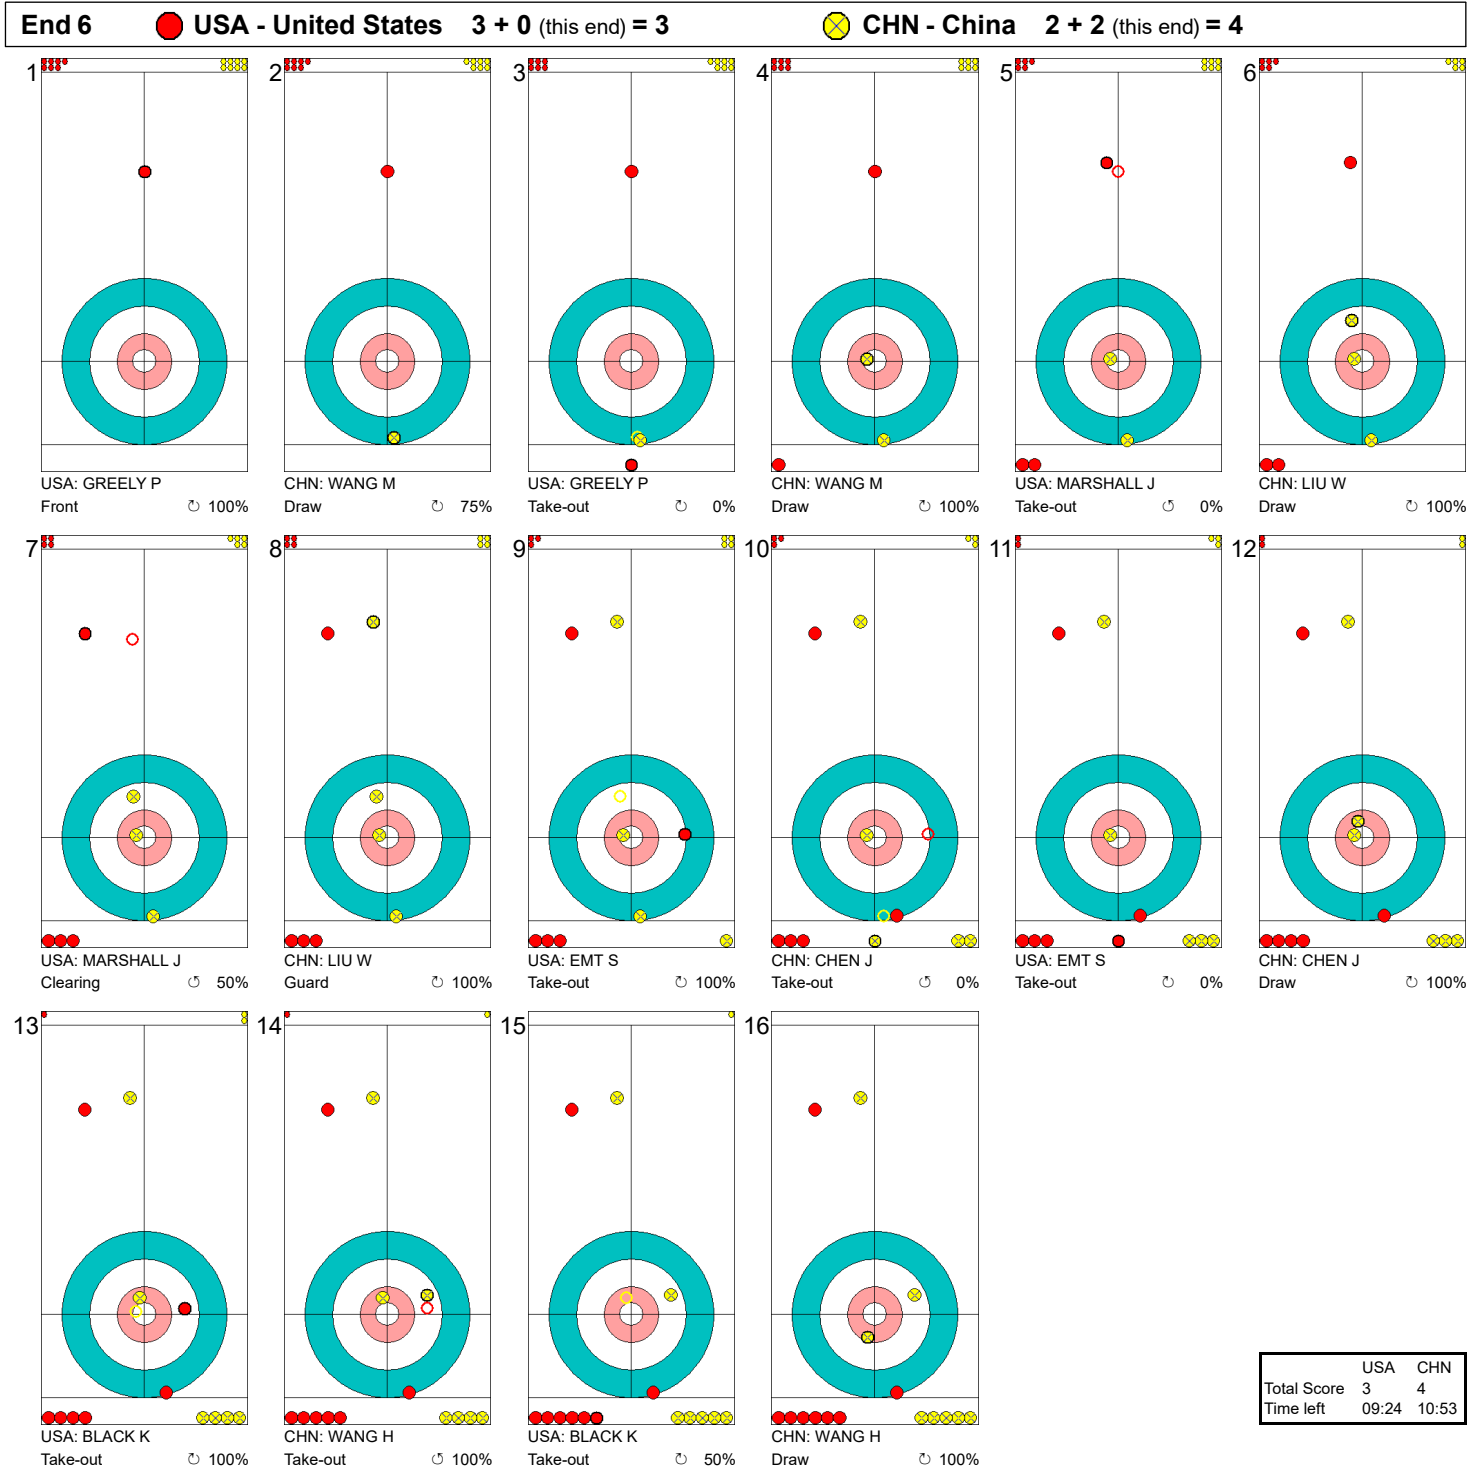 End 6 USA - United States 3 + 0 (this end) = 3 CHN - China 2 + 2 (this end) = 4
1 2 3 4 5 6
USA: GREELY P CHN: WANG M USA: GREELY P CHN: WANG M USA: MARSHALL J CHN: LIU W
Front ↻ 100% Draw ↻ 75% Take-out ↻ 0% Draw ↻ 100% Take-out ↺ 0% Draw ↻ 100%
7 8 9 10 11 12
USA: MARSHALL J CHN: LIU W USA: EMT S CHN: CHEN J USA: EMT S CHN: CHEN J
Clearing ↺ 50% Guard ↻ 100% Take-out ↻ 100% Take-out ↻ 0% Take-out ↻ 0% Draw ↻ 100%
13 14 15 16
USA: BLACK K CHN: WANG H USA: BLACK K CHN: WANG H
Take-out ↻ 100% Take-out ↻ 100% Take-out ↻ 50% Draw ↻ 100%
USA CHN
Total Score 3 4
Time left 09:24 10:53